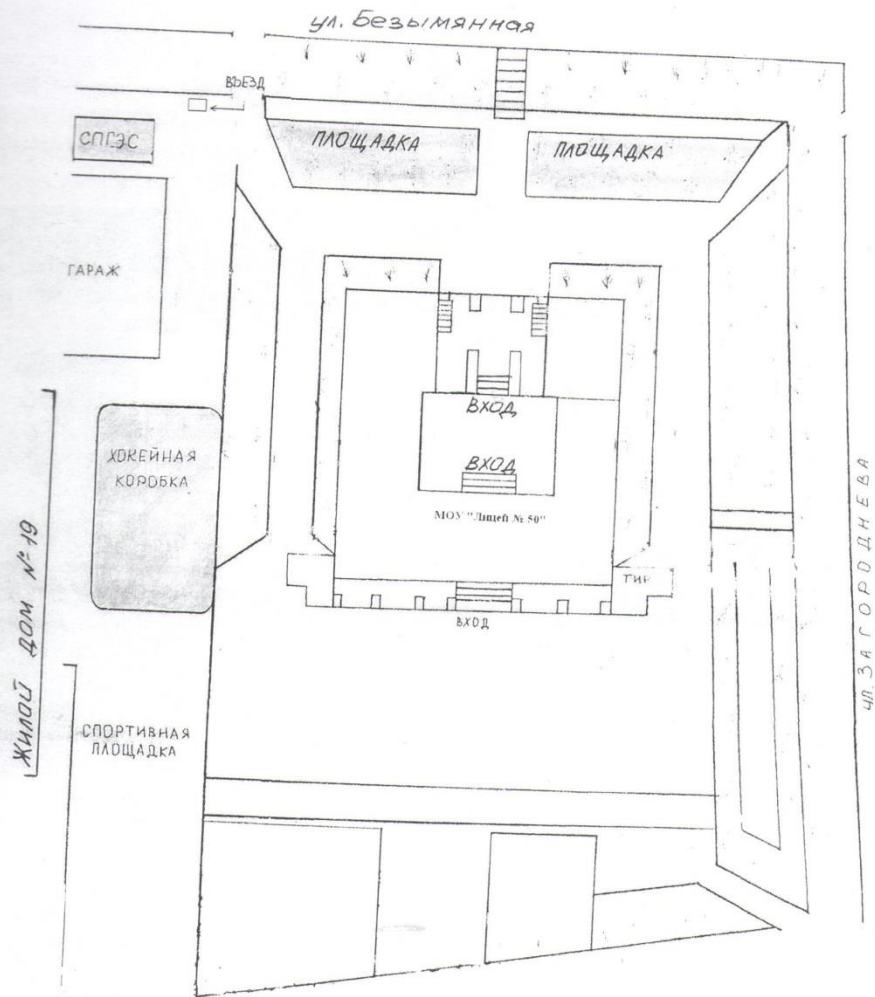 ул. Безымянная
ВЪЕЗД
СПГЭС
ПЛОЩАДКА
ПЛОЩАДКА
ГАРАЖ
ВХОД
ХОКЕЙНАЯ
КОРОБКА
ВХОД
МОУ "Лицей № 50"
ТИР
ВХОД
ЖИЛОЙ ДОМ № 19
УЛ. ЗАГОРОДНЕВА
СПОРТИВНАЯ
ПЛОЩАДКА